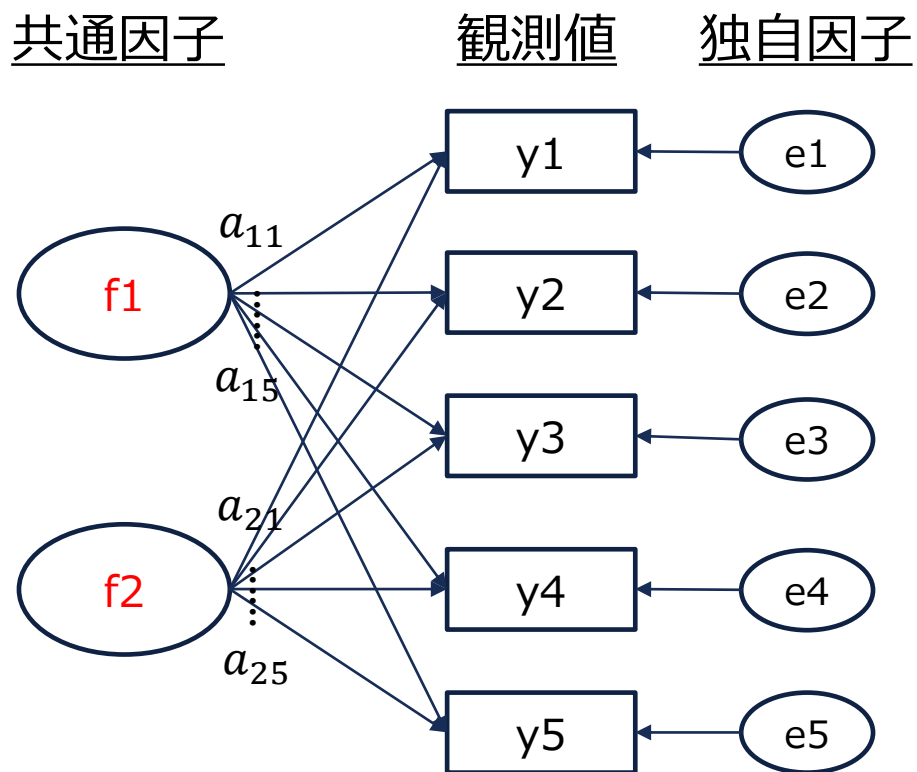 共通因子 観測値 独自因子
y1 e1
a₁₁
f1 y2 e2
a₁₅
y3 e3
a₂₁
f2 y4 e4
a₂₅
y5 e5